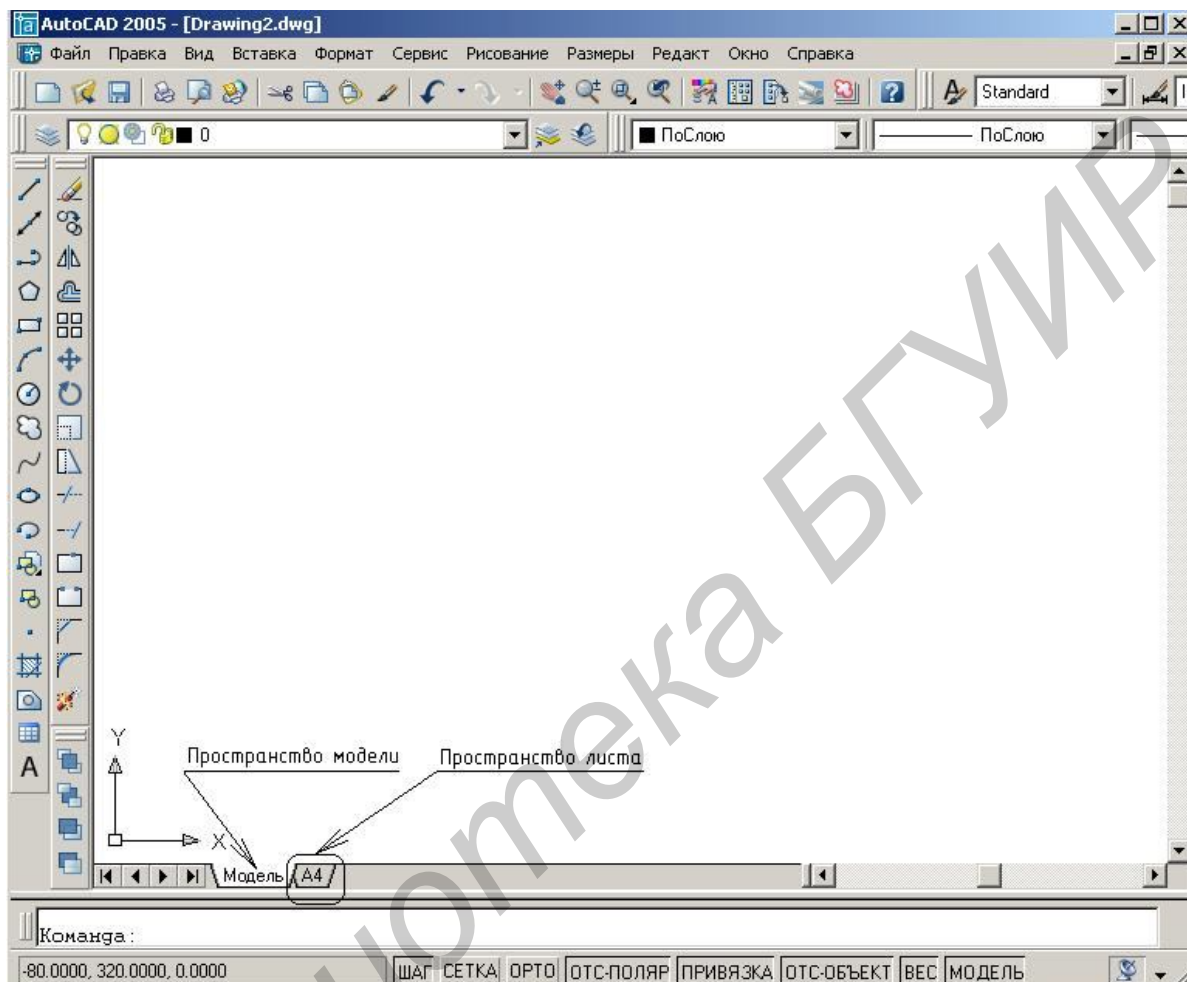 AutoCAD 2005 - [Drawing2.dwg]
Файл Правка Вид Вставка Формат Сервис Рисование Размеры Редакт Окно Справка
Standard
0 ПоСлою ПоСлою
Y
Пространство модели Пространство листа
A
X
Модель A4
Команда:
-80.0000, 320.0000, 0.0000 ШАГ СЕТКА ОРТО ОТС-ПОЛЯР ПРИВЯЗКА ОТС-ОБЪЕКТ ВЕС МОДЕЛЬ
иотека БГУИР